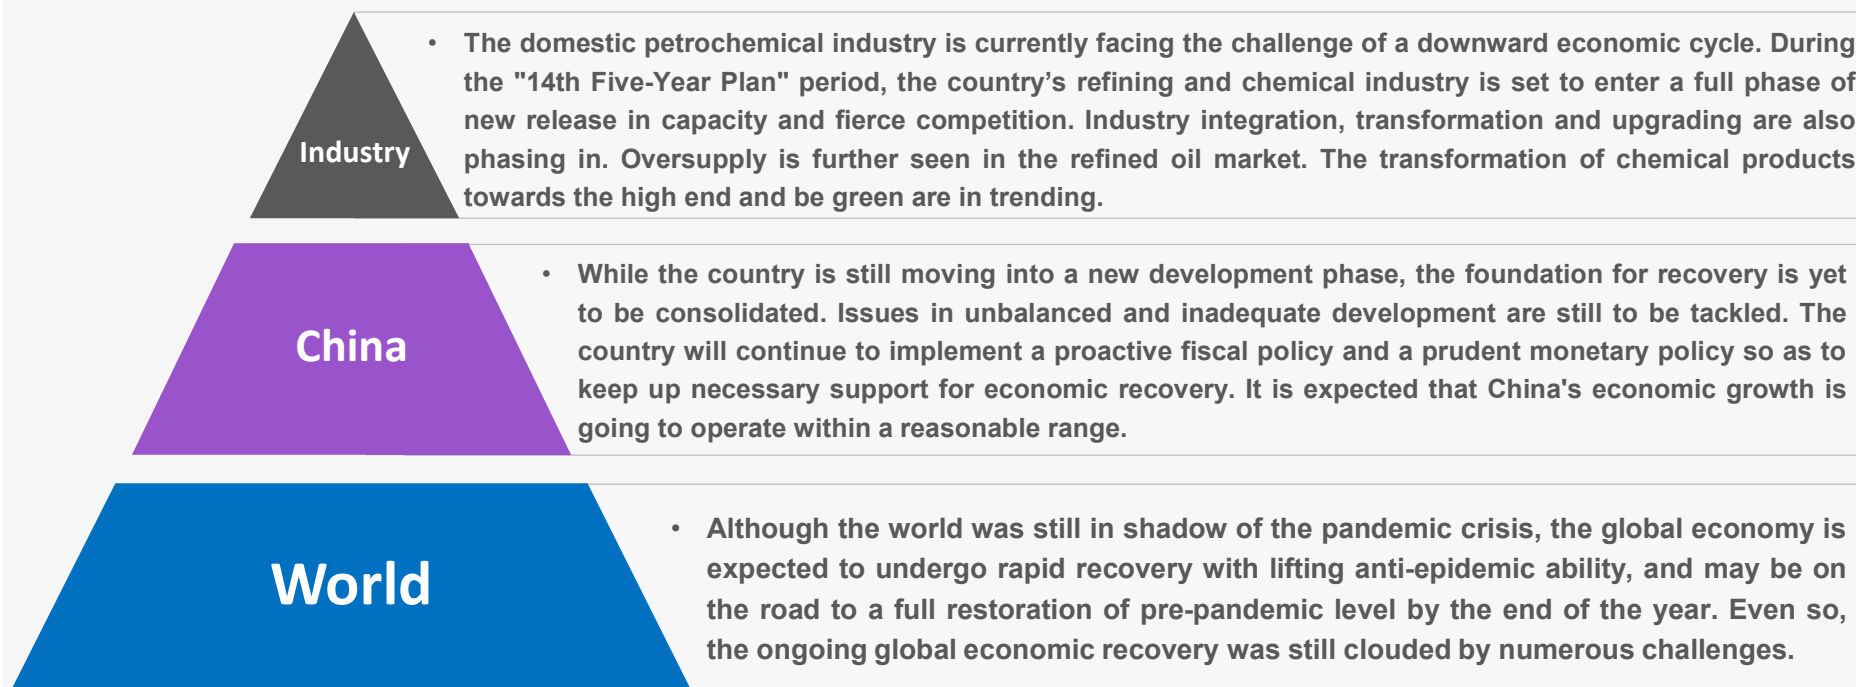 Industry
• The domestic petrochemical industry is currently facing the challenge of a downward economic cycle. During
the "14th Five-Year Plan" period, the country’s refining and chemical industry is set to enter a full phase of
new release in capacity and fierce competition. Industry integration, transformation and upgrading are also
phasing in. Oversupply is further seen in the refined oil market. The transformation of chemical products
towards the high end and be green are in trending.
China
• While the country is still moving into a new development phase, the foundation for recovery is yet
to be consolidated. Issues in unbalanced and inadequate development are still to be tackled. The
country will continue to implement a proactive fiscal policy and a prudent monetary policy so as to
keep up necessary support for economic recovery. It is expected that China's economic growth is
going to operate within a reasonable range.
World
• Although the world was still in shadow of the pandemic crisis, the global economy is
expected to undergo rapid recovery with lifting anti-epidemic ability, and may be on
the road to a full restoration of pre-pandemic level by the end of the year. Even so,
the ongoing global economic recovery was still clouded by numerous challenges.